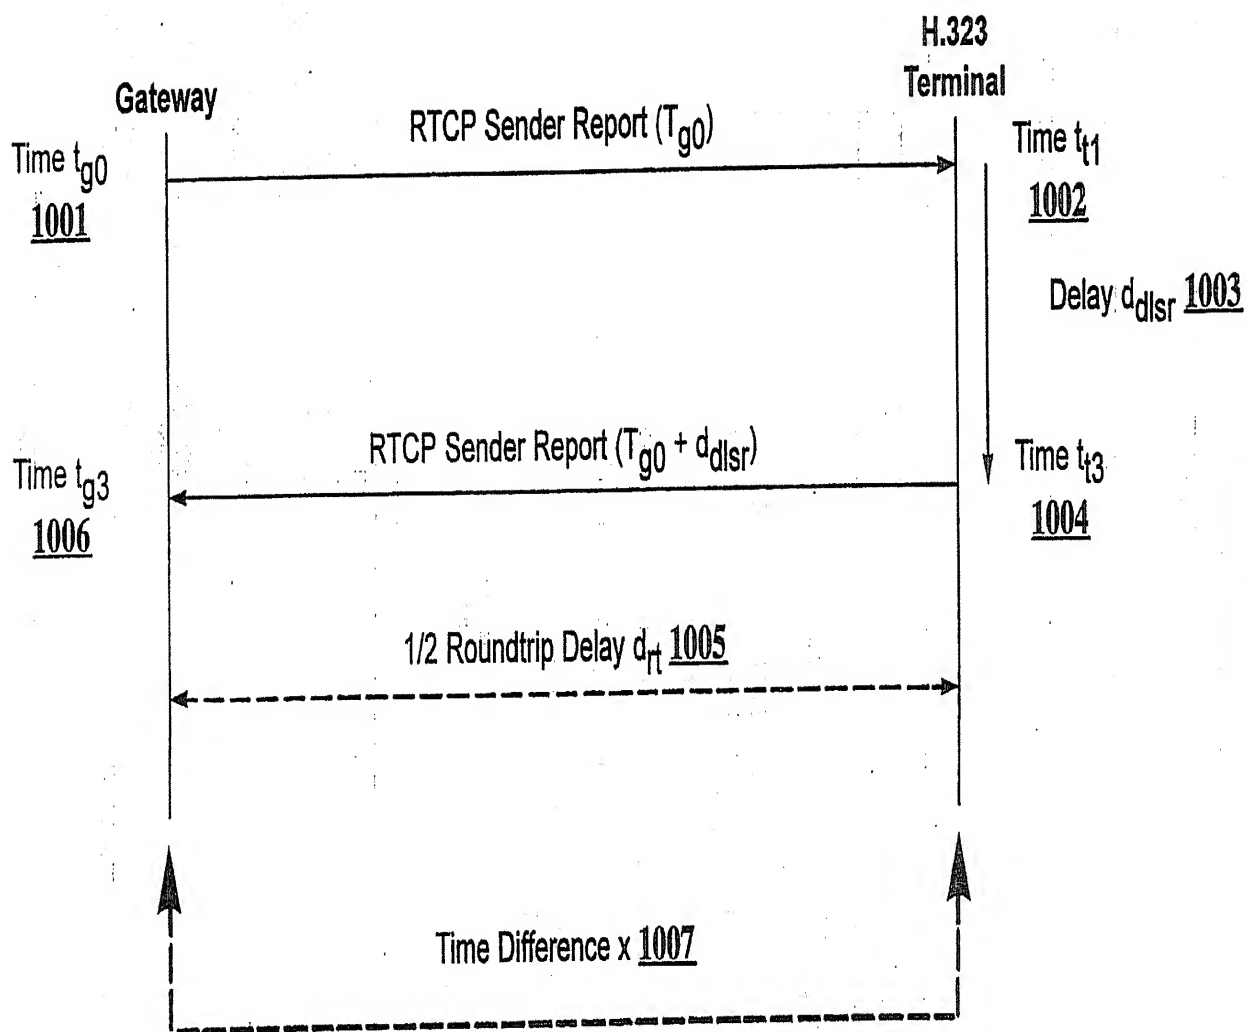 H.323
Terminal
Gateway
RTCP Sender Report (Tg0)
Time tg0
1001
Time tt1
1002
Delay ddlsr 1003
RTCP Sender Report (Tg0 + ddlsr)
Time tg3
1006
Time tt3
1004
1/2 Roundtrip Delay drt 1005
Time Difference x 1007